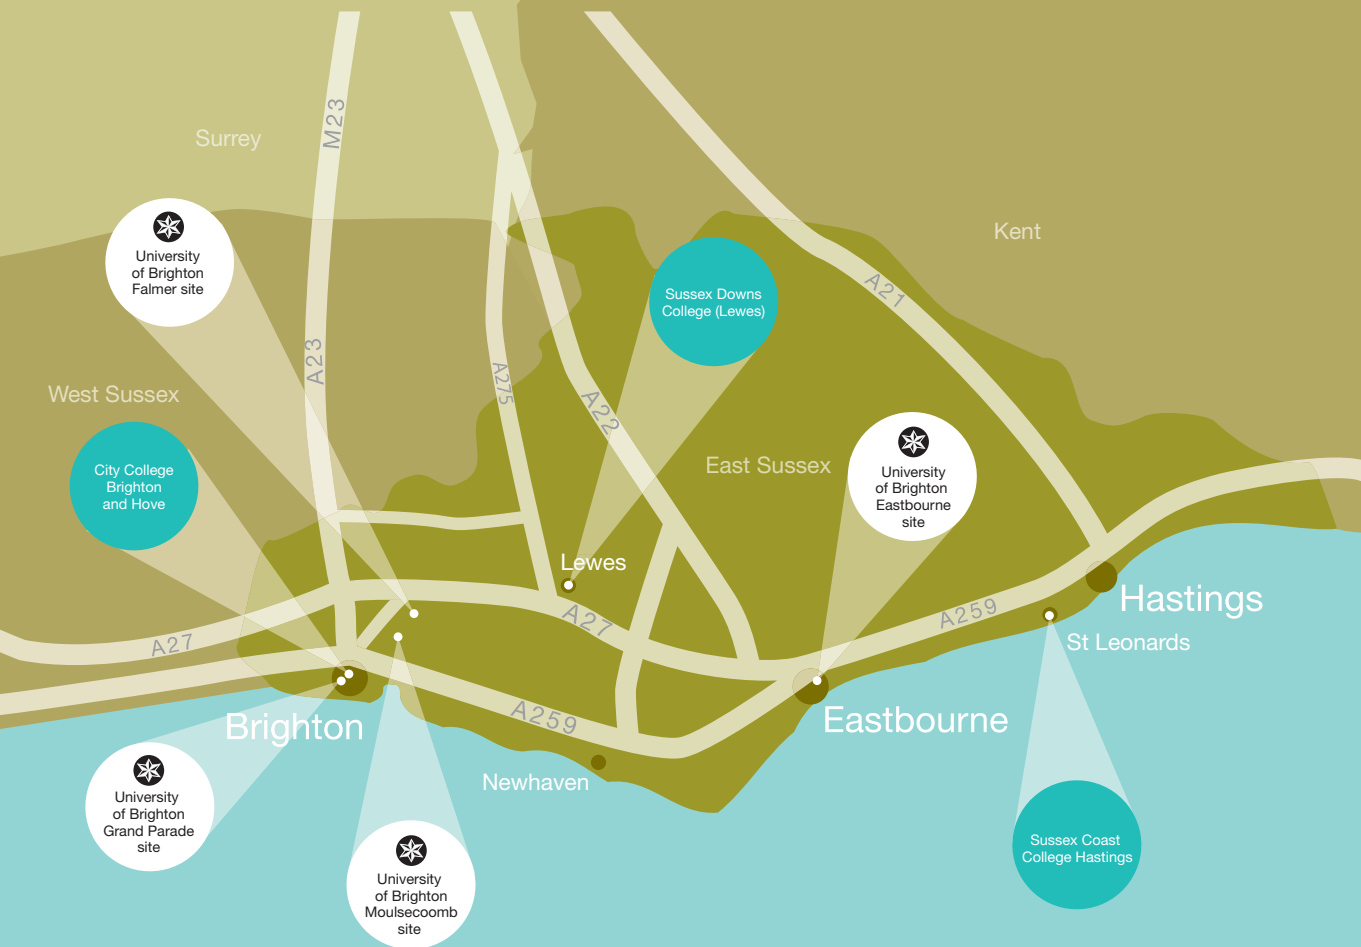 M23
Surrey
University
of Brighton
Falmer site
Kent
Sussex Downs
College (Lewes)
A21
A23
A275
West Sussex
A22
City College
Brighton
and Hove
East Sussex
University
of Brighton
Eastbourne
site
Lewes
A27
A27
A259
Hastings
St Leonards
Brighton
A259
Eastbourne
Newhaven
University
of Brighton
Grand Parade
site
University
of Brighton
Moulsecoomb
site
Sussex Coast
College Hastings